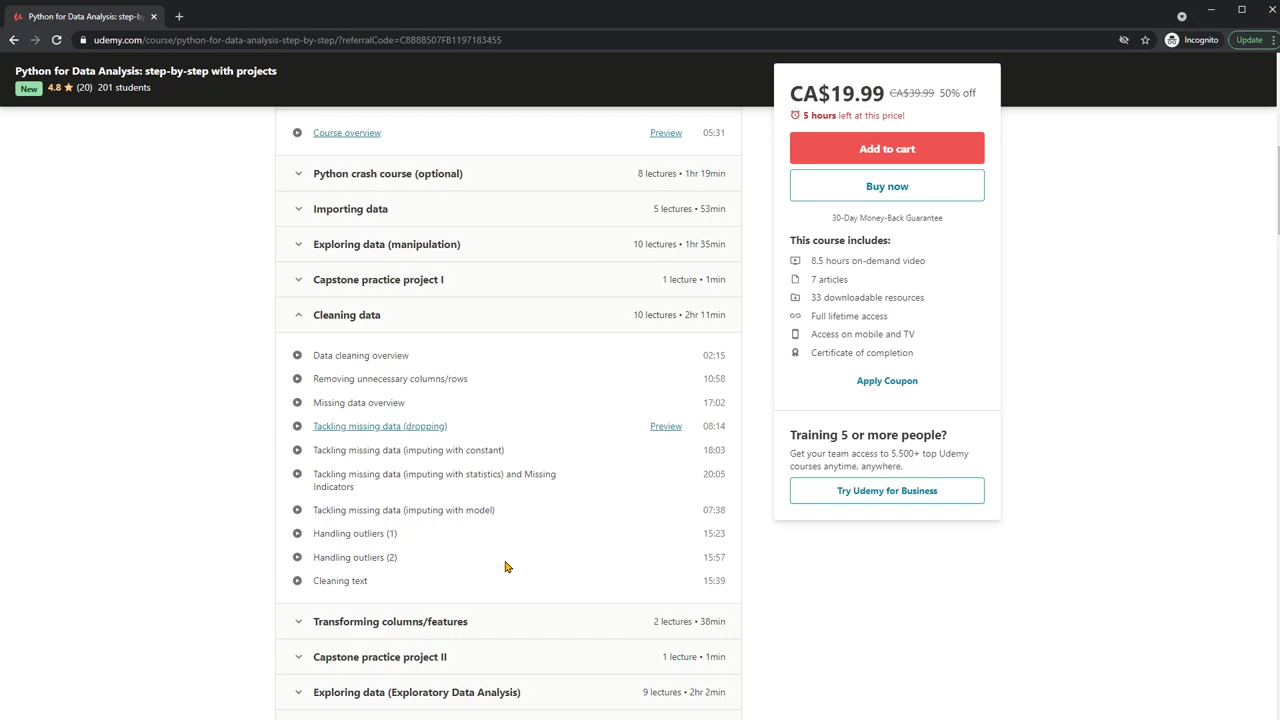 Python for Data Analysis: step-by-
udemy.com/course/python-for-data-analysis-step-by-step/?referralCode=C8B8B507FB1197183455
Incognito
Update
Python for Data Analysis: step-by-step with projects
New 4.8 (20) 201 students
Course overview Preview 05:31
Python crash course (optional) 8 lectures • 1hr 19min
Importing data 5 lectures • 53min
Exploring data (manipulation) 10 lectures • 1hr 35min
Capstone practice project I 1 lecture • 1min
Cleaning data 10 lectures • 2hr 11min
Data cleaning overview 02:15
Removing unnecessary columns/rows 10:58
Missing data overview 17:02
Tackling missing data (dropping) Preview 08:14
Tackling missing data (imputing with constant) 18:03
Tackling missing data (imputing with statistics) and Missing 20:05
Indicators
Tackling missing data (imputing with model) 07:38
Handling outliers (1) 15:23
Handling outliers (2) 15:57
Cleaning text 15:39
Transforming columns/features 2 lectures • 38min
Capstone practice project II 1 lecture • 1min
Exploring data (Exploratory Data Analysis) 9 lectures • 2hr 2min
CA$19.99 CA$39.99 50% off
5 hours left at this price!
Add to cart
Buy now
30-Day Money-Back Guarantee
This course includes:
8.5 hours on-demand video
7 articles
33 downloadable resources
Full lifetime access
Access on mobile and TV
Certificate of completion
Apply Coupon
Training 5 or more people?
Get your team access to 5,500+ top Udemy
courses anytime, anywhere.
Try Udemy for Business